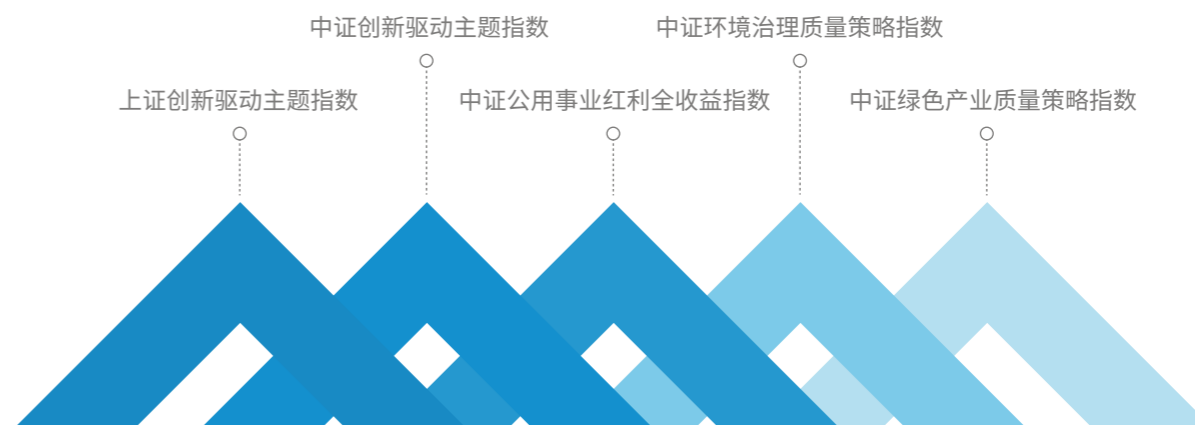 中证创新驱动主题指数
中证环境治理质量策略指数
上证创新驱动主题指数
中证公用事业红利全收益指数
中证绿色产业质量策略指数